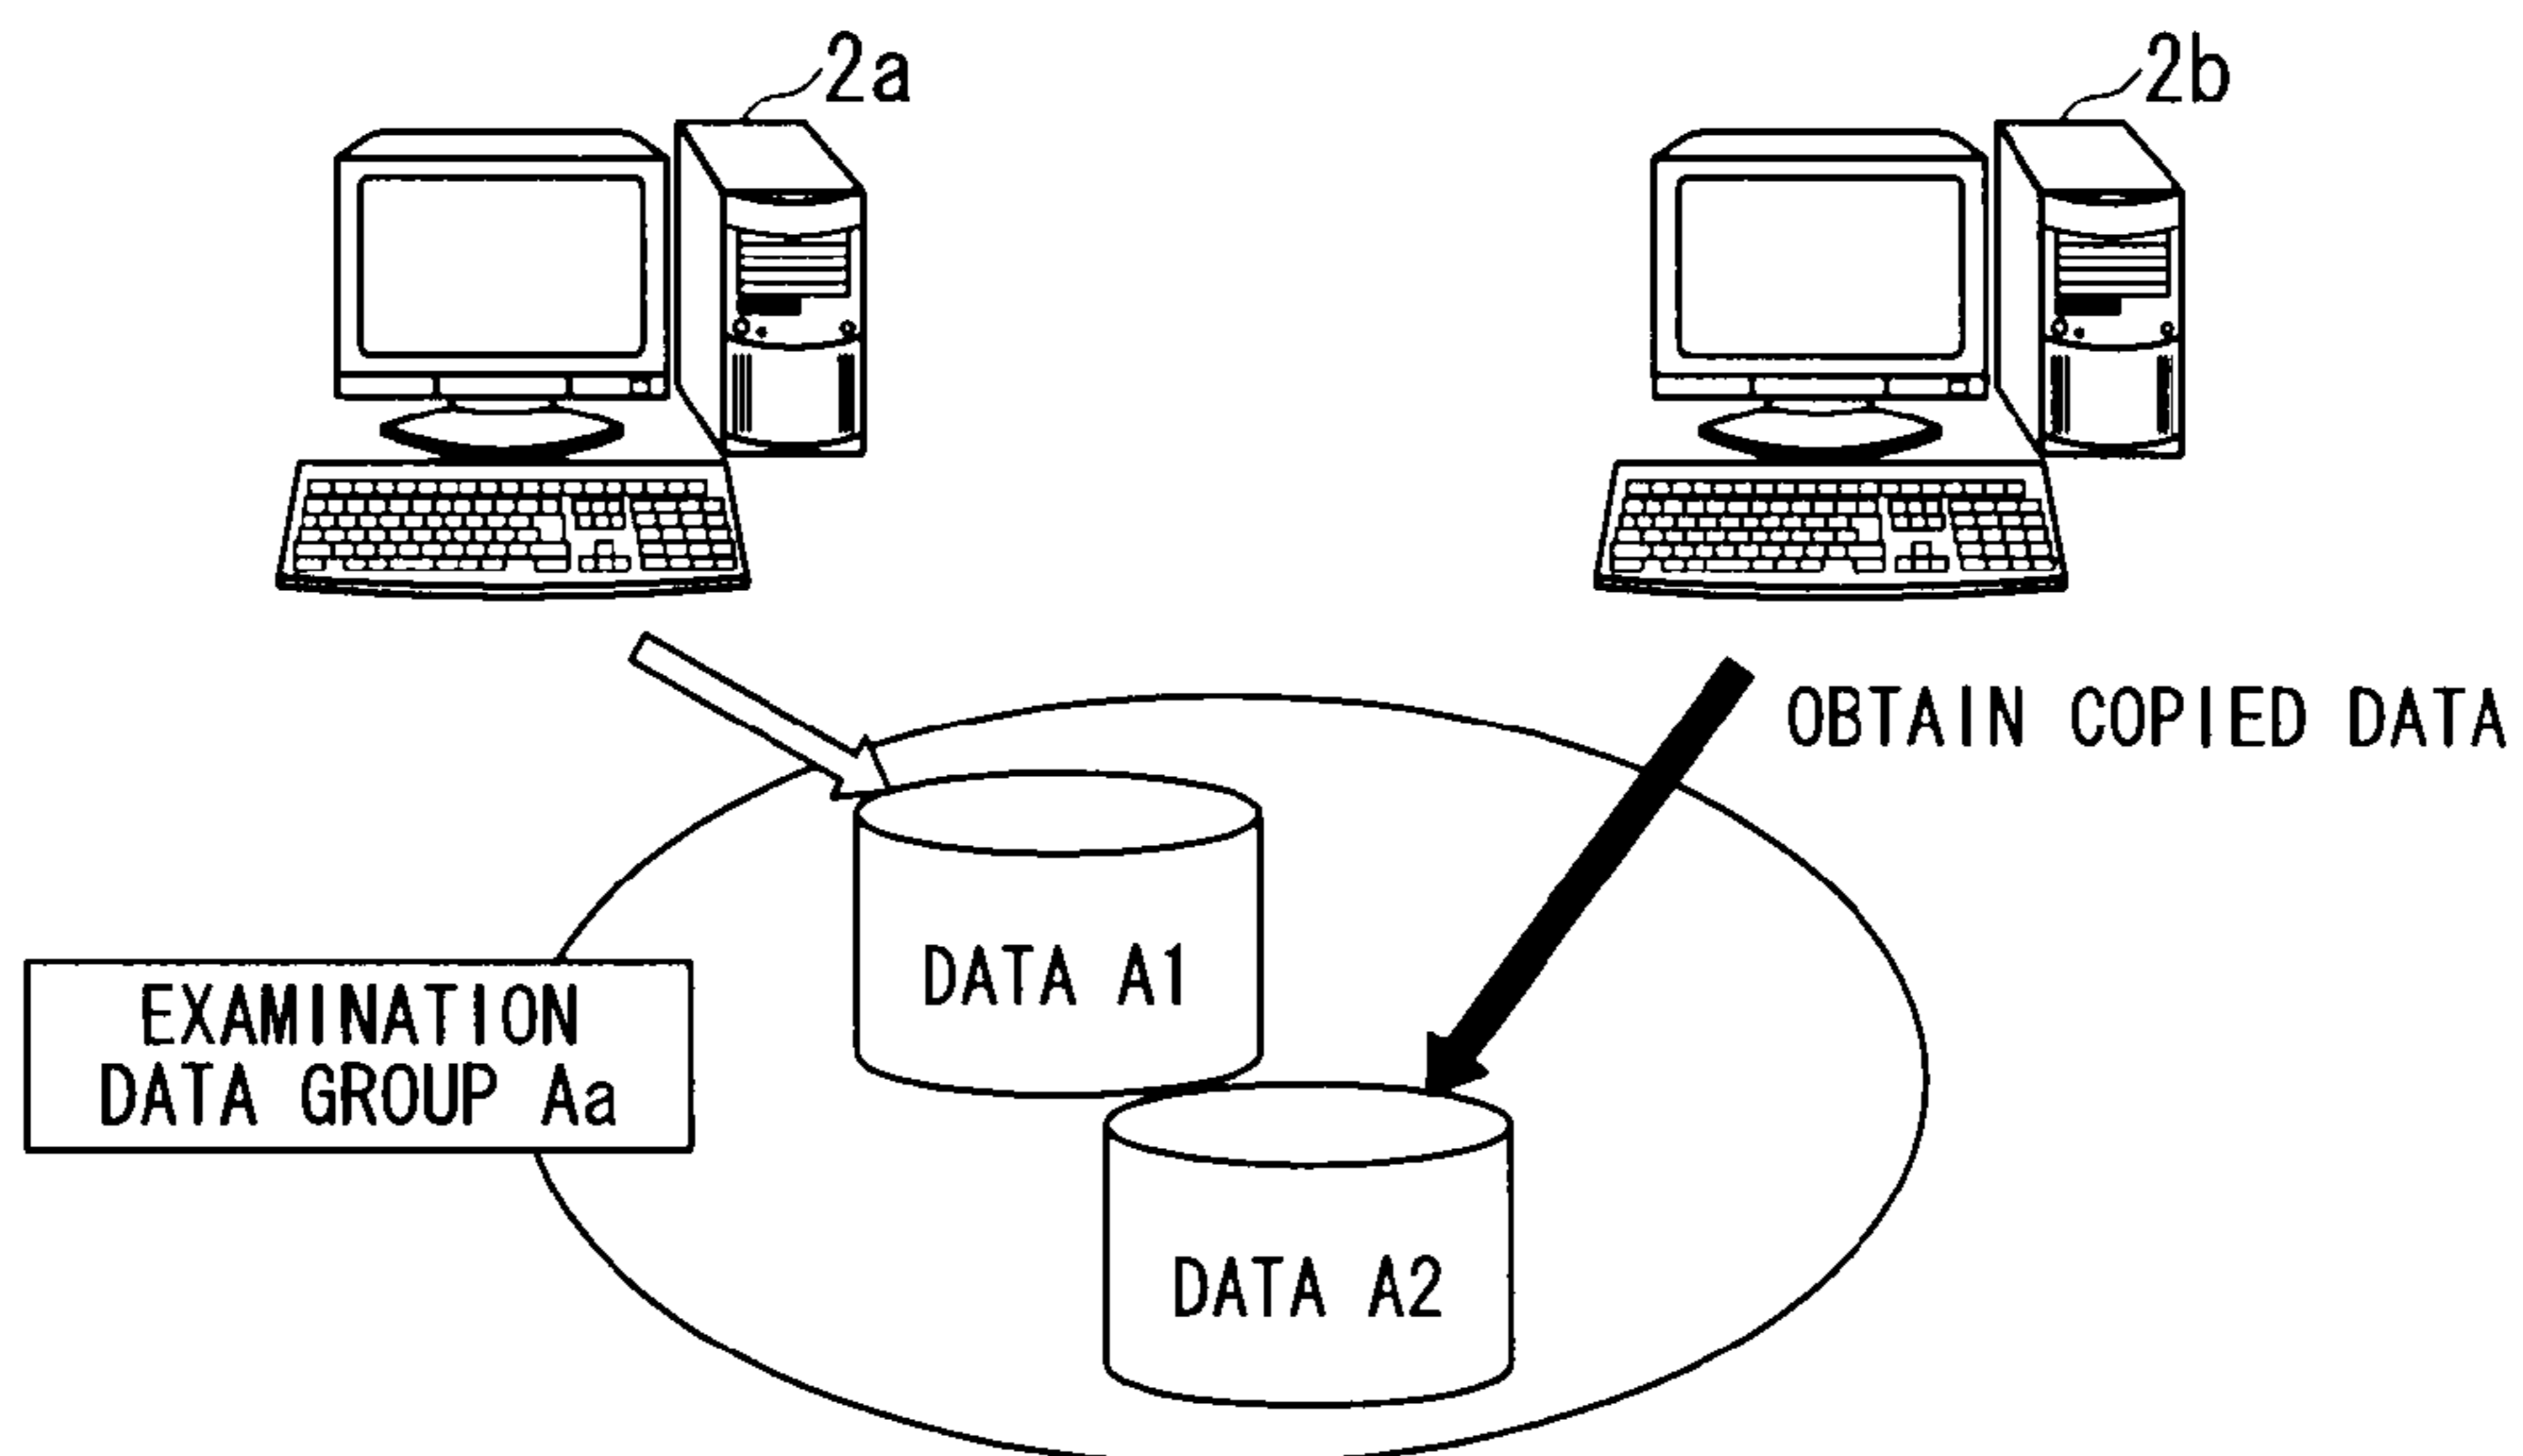 2a
2b
OBTAIN COPIED DATA
DATA A1
EXAMINATION
DATA GROUP Aa
DATA A2